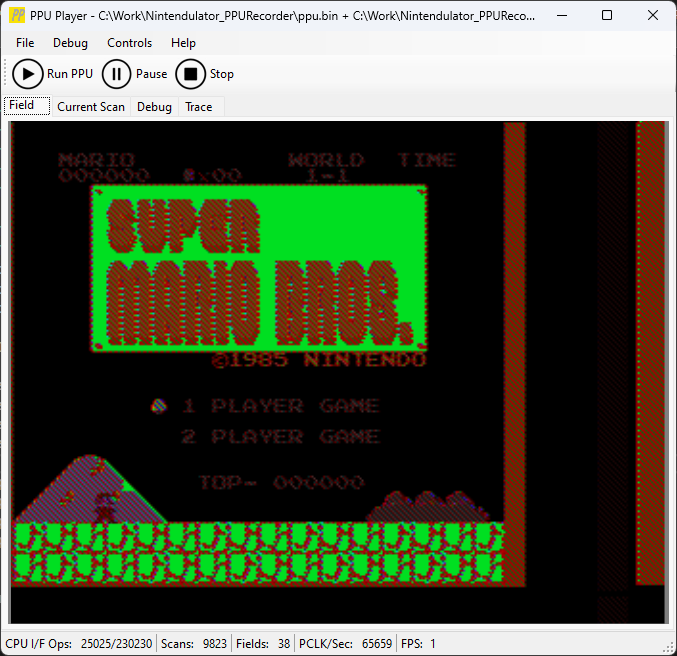 PPU Player - C:\Work\Nintendulator_PPURecorder\ppu.bin + C:\Work\Nintendulator_PPUReco...
File Debug Controls Help
Run PPU Pause Stop
Field Current Scan Debug Trace
MARIO WORLD TIME
000000 x00 1-1
SUPER
MARIO BROS.
©1985 NINTENDO
1 PLAYER GAME
2 PLAYER GAME
TOP- 000000
CPU I/F Ops: 25025/230230 Scans: 9823 Fields: 38 PCLK/Sec: 65659 FPS: 1